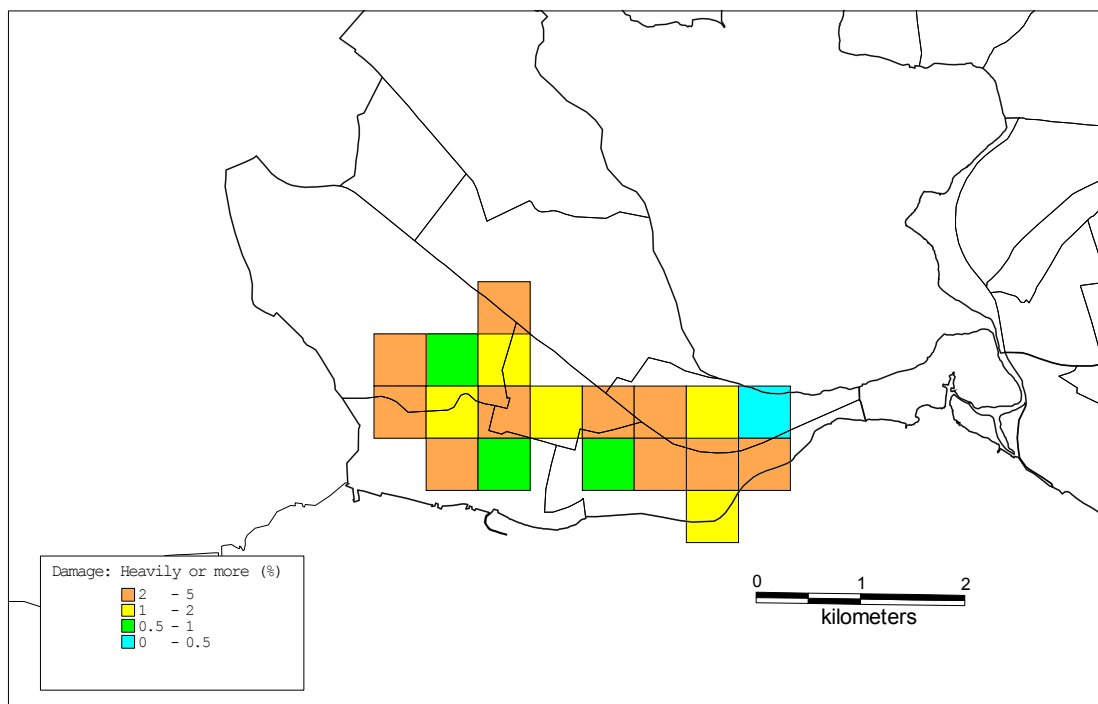 Damage: Heavily or more (%)
2 - 5
1 - 2
0.5 - 1
0 - 0.5
0 1 2
kilometers